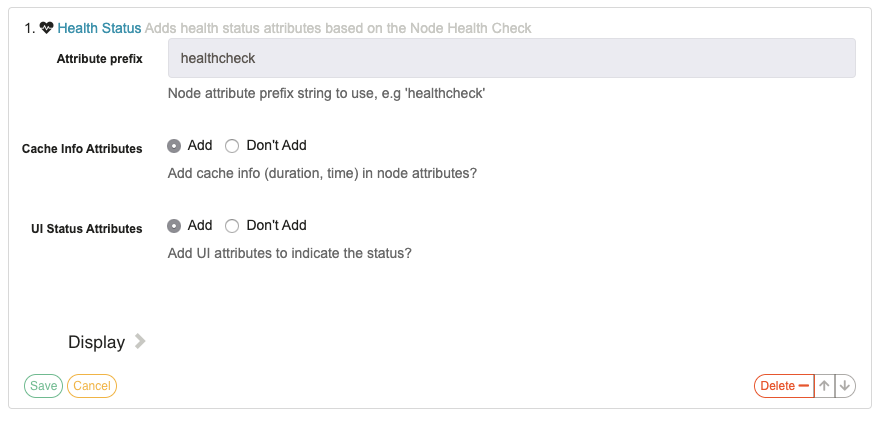 1. Health Status Adds health status attributes based on the Node Health Check
Attribute prefix healthcheck
Node attribute prefix string to use, e.g 'healthcheck'
Cache Info Attributes Add Don't Add
Add cache info (duration, time) in node attributes?
UI Status Attributes Add Don't Add
Add UI attributes to indicate the status?
Display
Save Cancel Delete